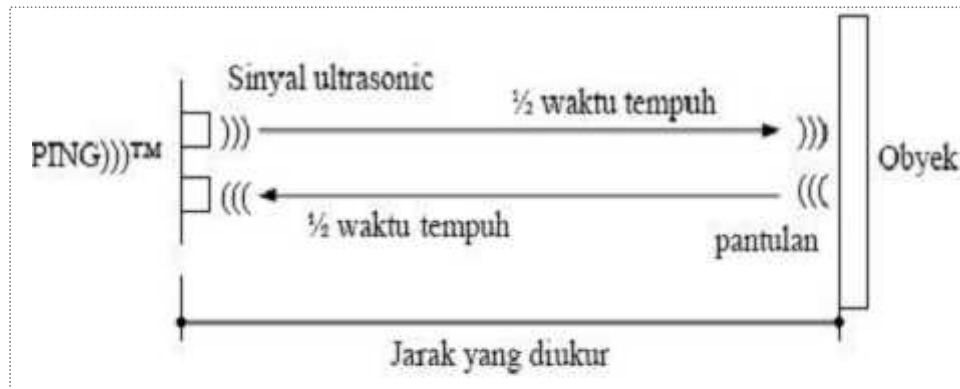 Sinyal ultrasonic
½ waktu tempuh
)))
)))
PING)))™
Obyek
(((
(((
½ waktu tempuh
pantulan
Jarak yang diukur